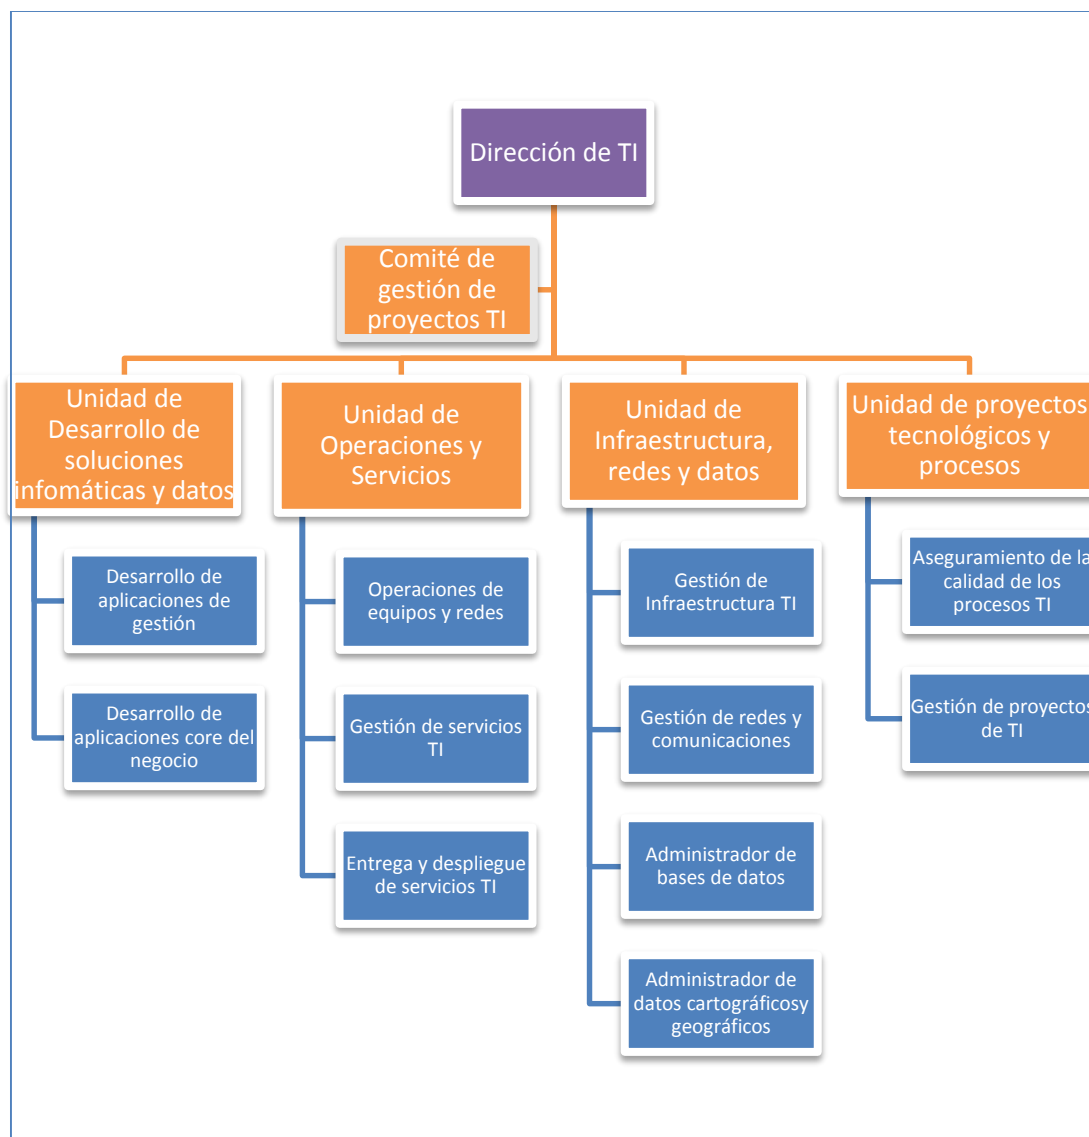 Dirección de TI
Comité de
gestión de
proyectos TI
Unidad de
Desarrollo de
soluciones
infomáticas y datos
Unidad de
Operaciones y
Servicios
Unidad de
Infraestructura,
redes y datos
Unidad de proyectos
tecnológicos y
procesos
Desarrollo de
aplicaciones de
gestión
Desarrollo de
aplicaciones core del
negocio
Operaciones de
equipos y redes
Gestión de servicios
TI
Entrega y despliegue
de servicios TI
Gestión de
Infraestructura TI
Gestión de redes y
comunicaciones
Administrador de
bases de datos
Administrador de
datos cartográficosy
geográficos
Aseguramiento de la
calidad de los
procesos TI
Gestión de proyectos
de TI